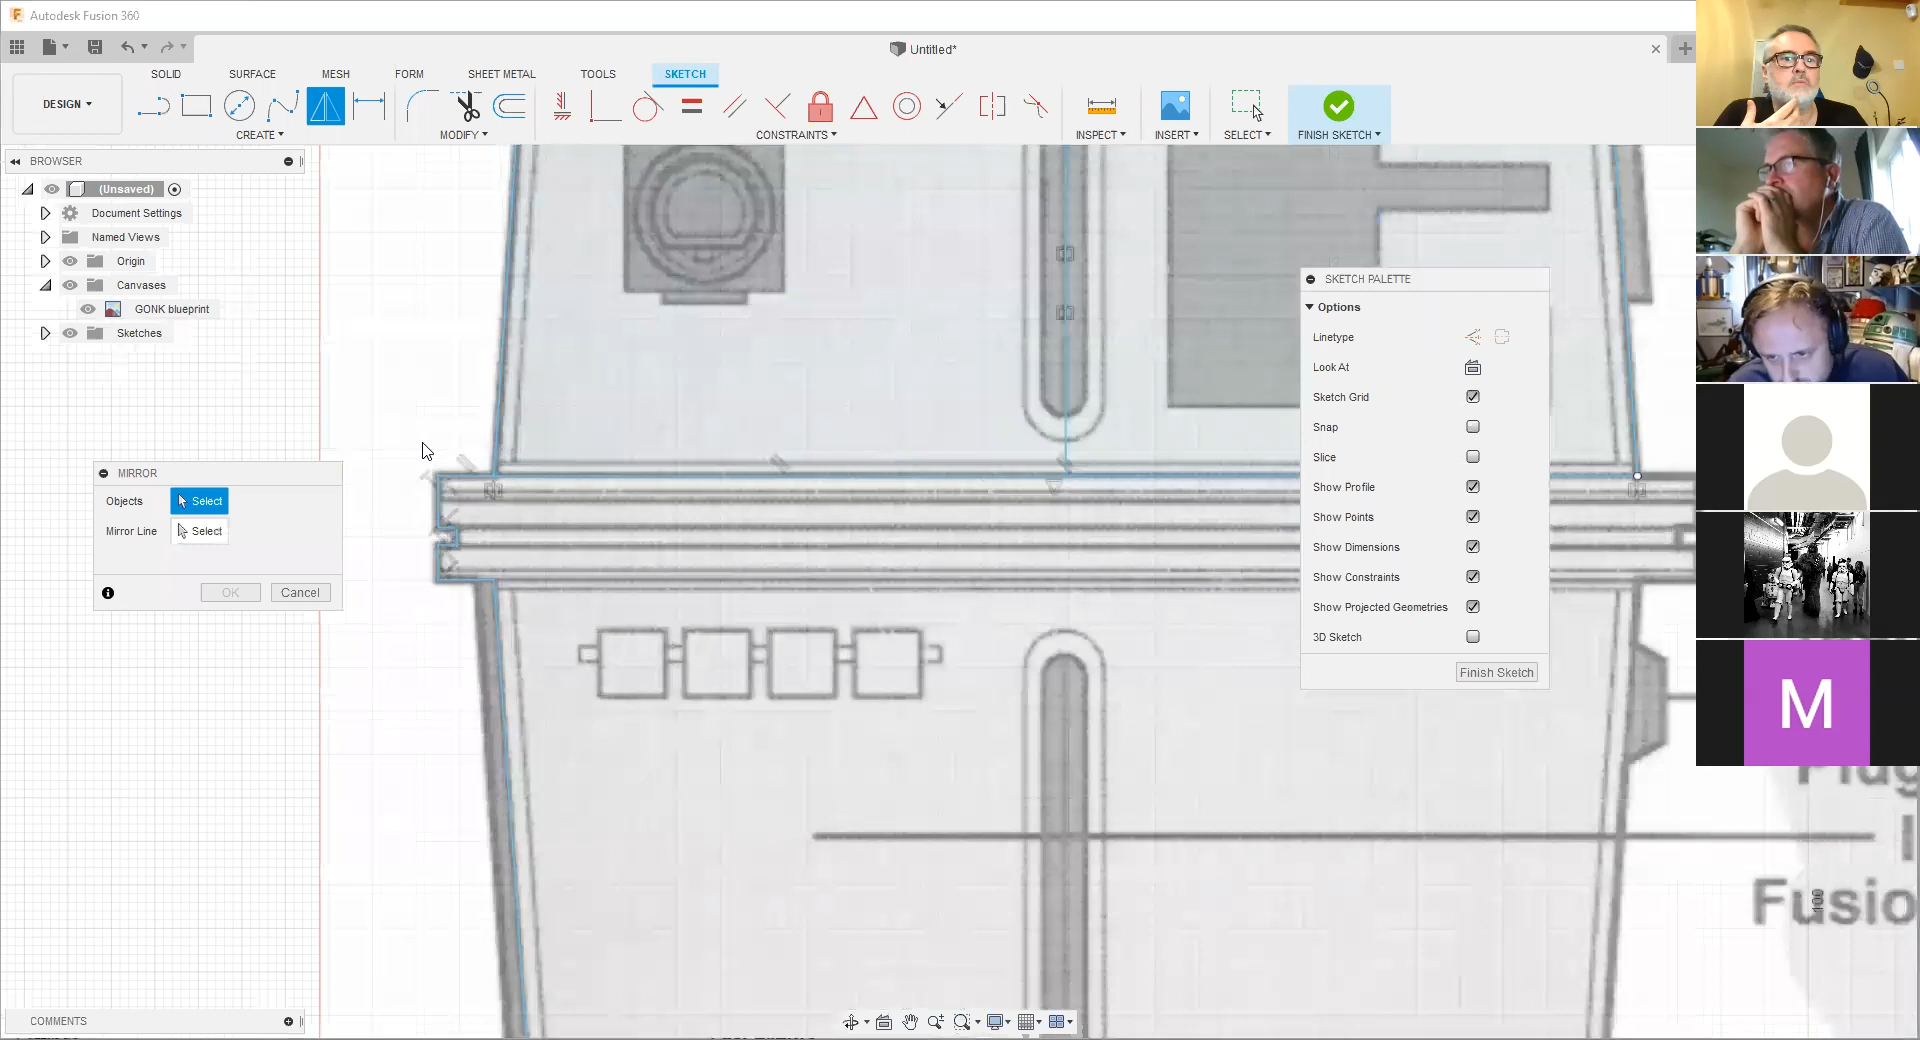 Autodesk Fusion 360
Untitled*
SOLID SURFACE MESH FORM SHEET METAL TOOLS SKETCH
DESIGN
CREATE MODIFY CONSTRAINTS INSPECT INSERT SELECT FINISH SKETCH
BROWSER
(Unsaved)
Document Settings
Named Views
Origin
Canvases
GONK blueprint
Sketches
MIRROR
Objects Select
Mirror Line Select
OK Cancel
SKETCH PALETTE
Options
Linetype
Look At
Sketch Grid
Snap
Slice
Show Profile
Show Points
Show Dimensions
Show Constraints
Show Projected Geometries
3D Sketch
Finish Sketch
M
Plug
Fusio
100
COMMENTS